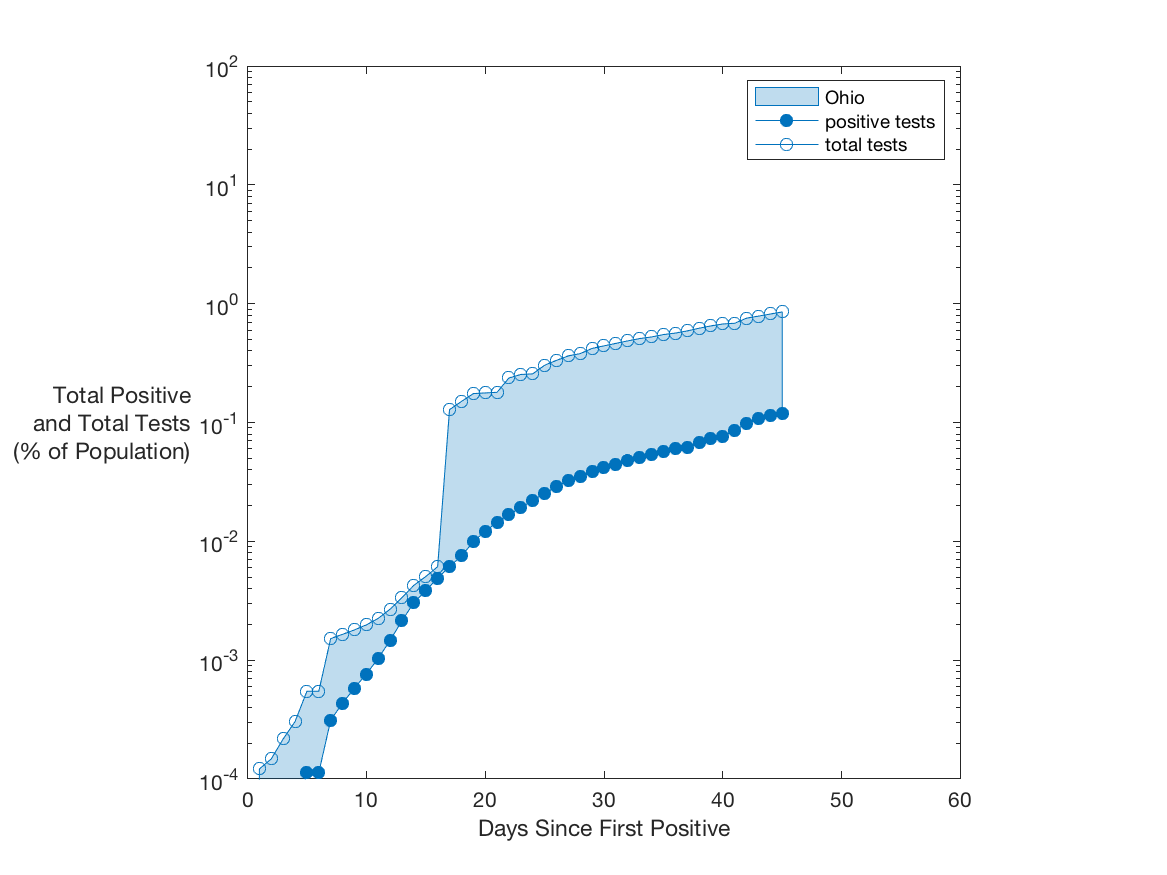 10^2
10^1
10^0
10^-1
10^-2
10^-3
10^-4
Total Positive
and Total Tests
(% of Population)
Ohio
positive tests
total tests
0 10 20 30 40 50 60
Days Since First Positive